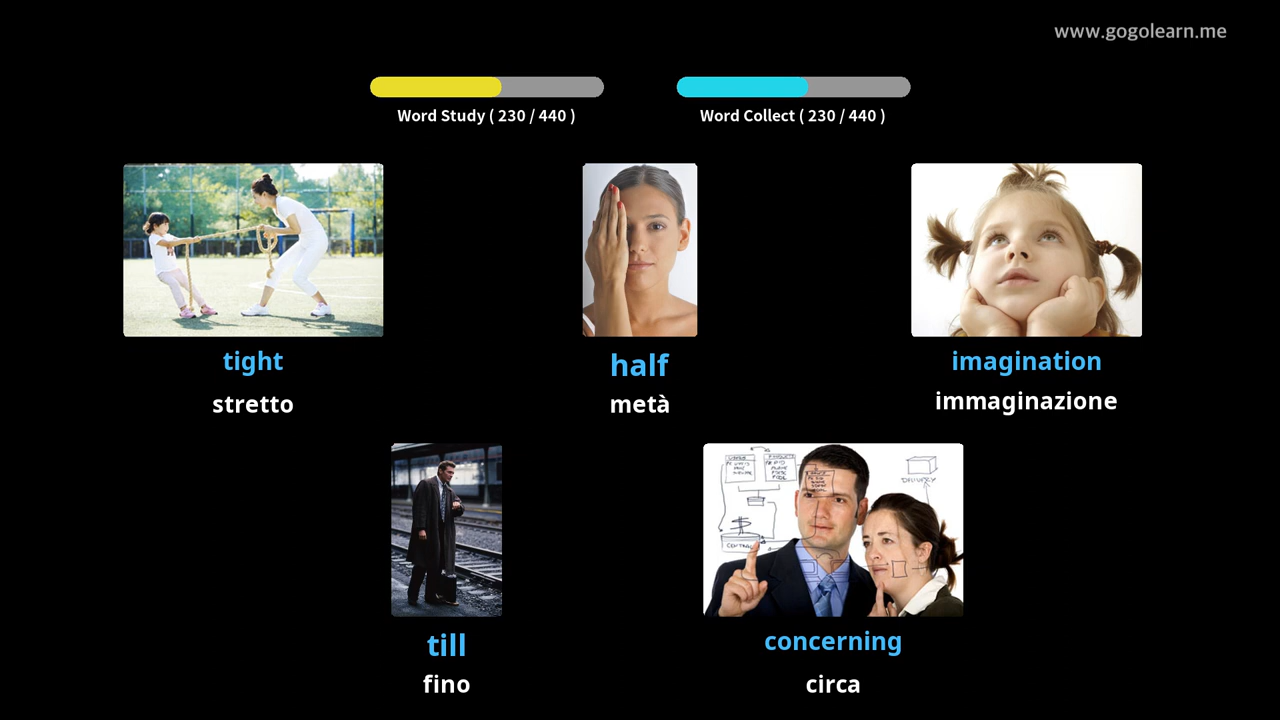 www.gogolearn.me
Word Study ( 230 / 440 )
Word Collect ( 230 / 440 )
tight
half
imagination
stretto
metà
immaginazione
DELIVERY
$
till
concerning
fino
circa